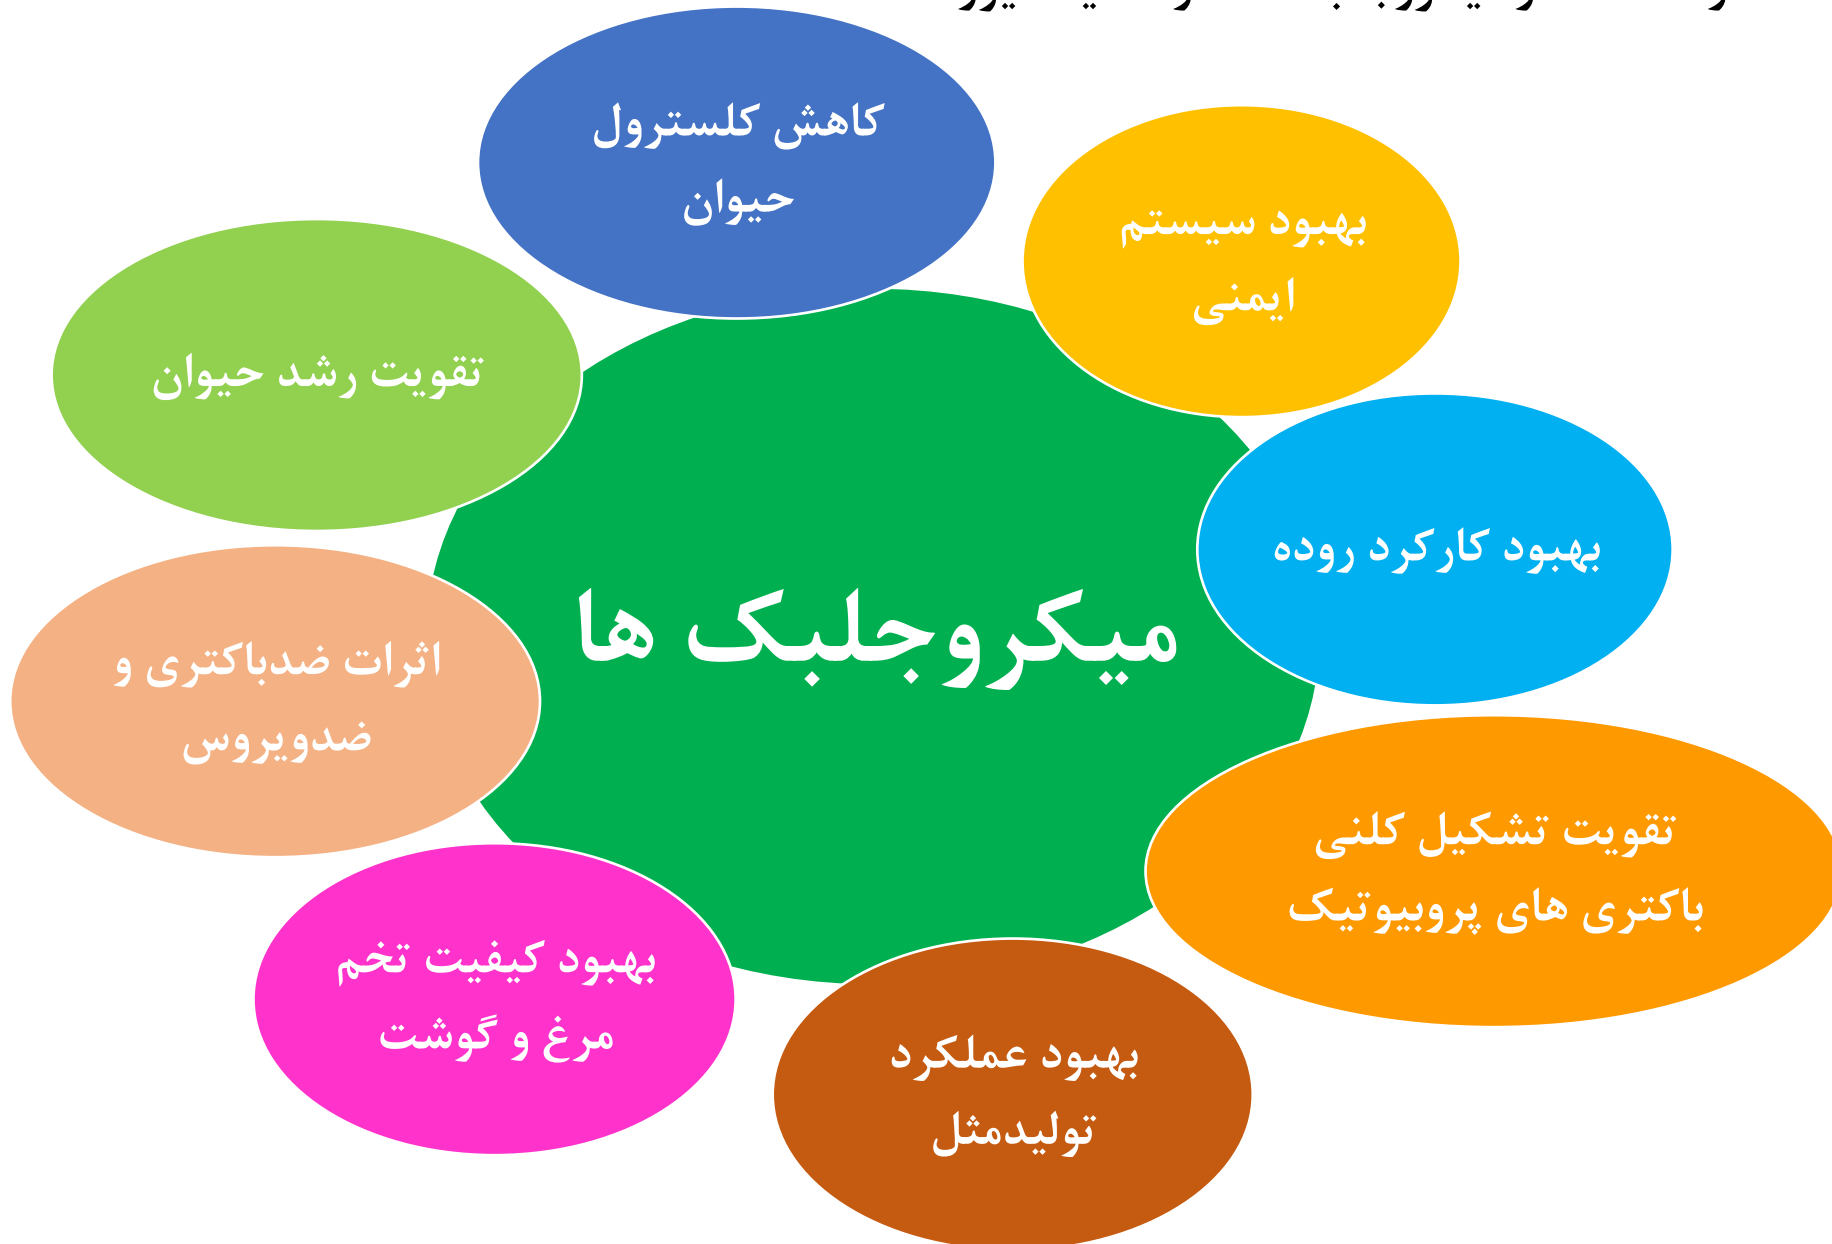 کاهش کلسترول
حیوان
بهبود سیستم
ایمنی
تقویت رشد حیوان
بهبود کارکرد روده
میکروجلبک ها
اثرات ضدباکتری و
ضدویروس
تقویت تشکیل کلنی
باکتری های پروبیوتیک
بهبود کیفیت تخم
مرغ و گوشت
بهبود عملکرد
تولیدمثل